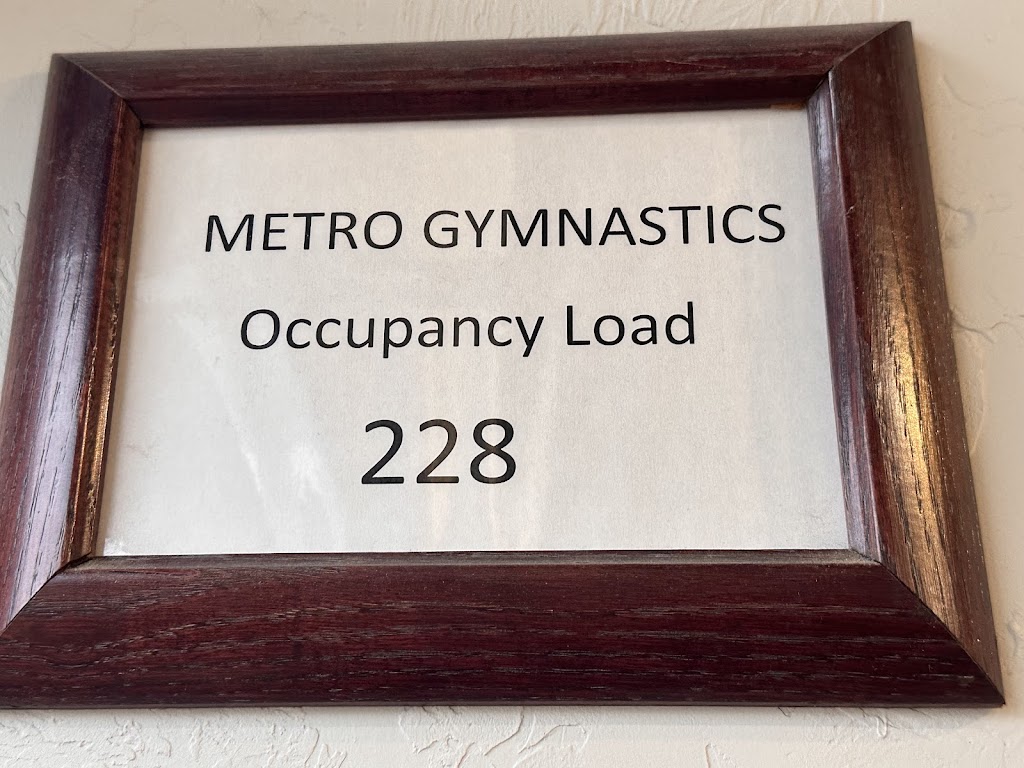 METRO GYMNASTICS
Occupancy Load
228